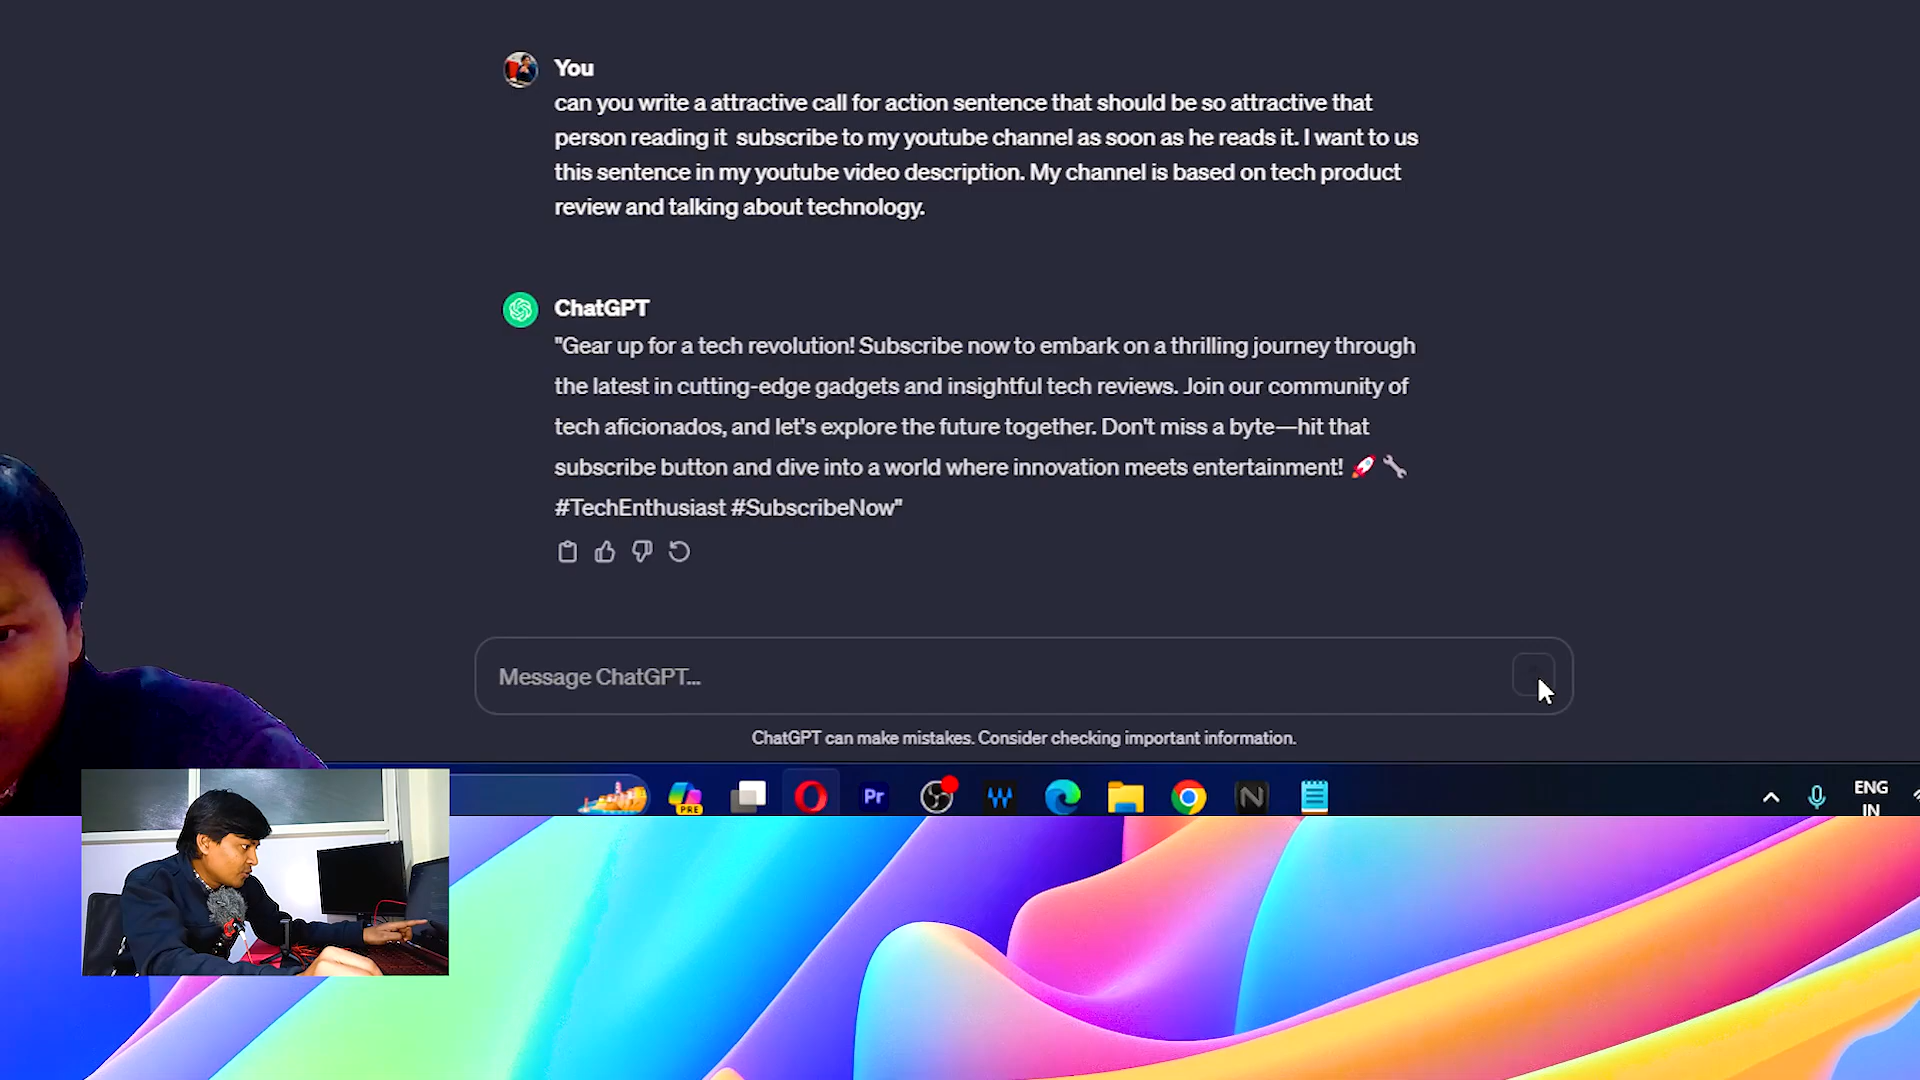 You
can you write a attractive call for action sentence that should be so attractive that
person reading it  subscribe to my youtube channel as soon as he reads it. I want to us
this sentence in my youtube video description. My channel is based on tech product
review and talking about technology.
ChatGPT
"Gear up for a tech revolution! Subscribe now to embark on a thrilling journey through
the latest in cutting-edge gadgets and insightful tech reviews. Join our community of
tech aficionados, and let's explore the future together. Don't miss a byte—hit that
subscribe button and dive into a world where innovation meets entertainment! 🚀 🔧
#TechEnthusiast #SubscribeNow"
Message ChatGPT...
ChatGPT can make mistakes. Consider checking important information.
PRE
Pr
N
ENG
IN